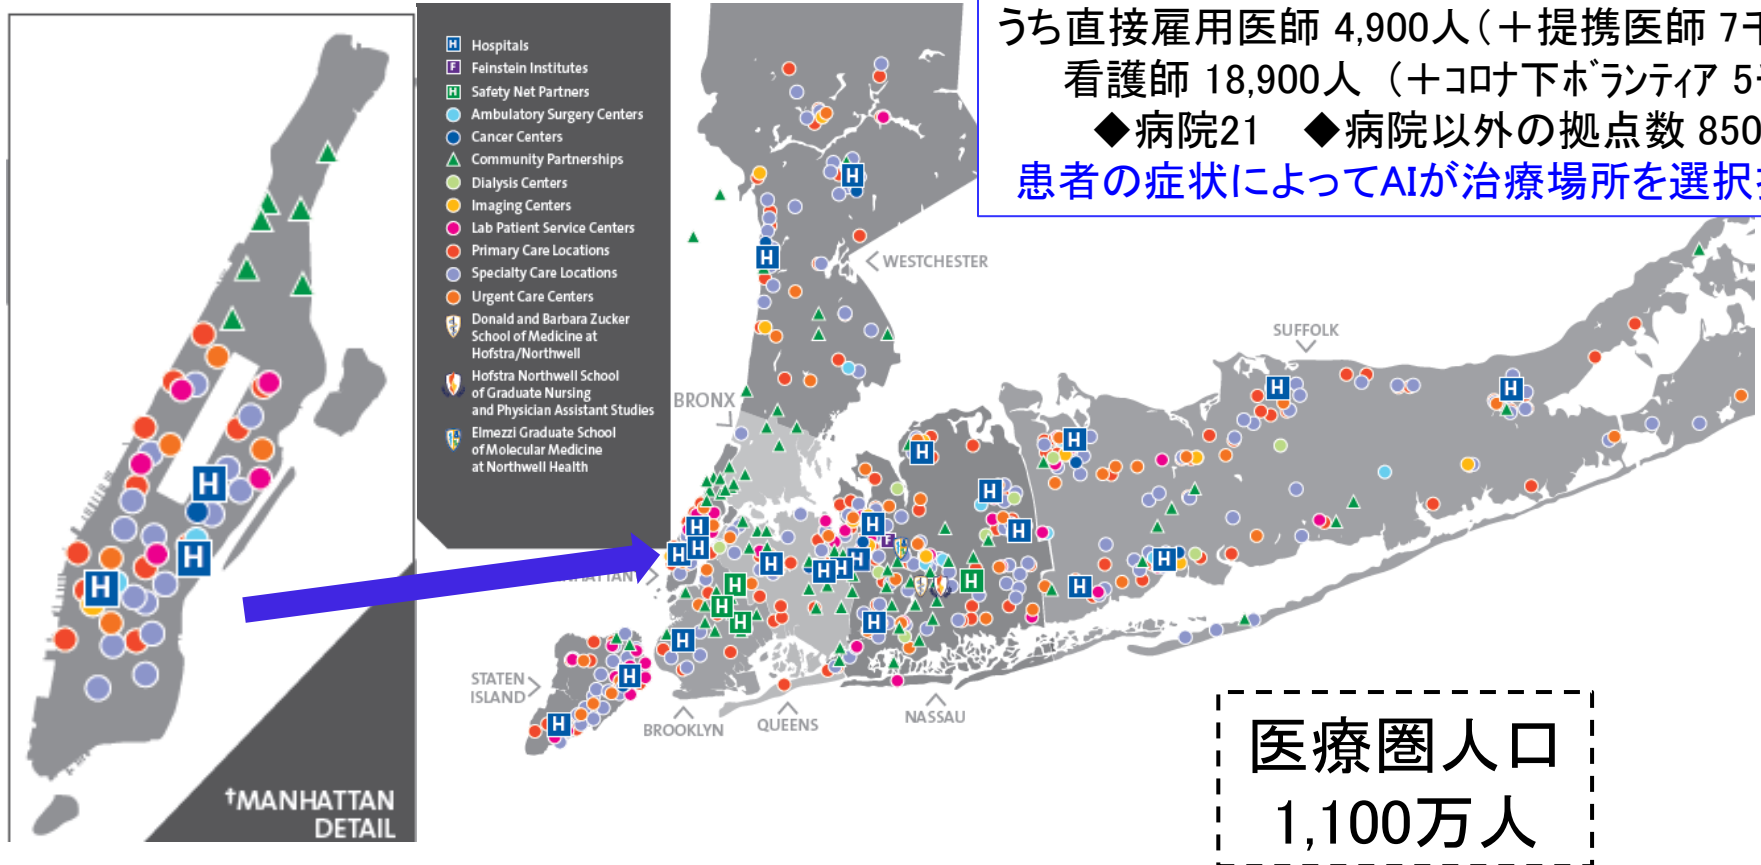 うち直接雇用医師 4,900人（＋提携医師 7
看護師 18,900人 （＋コロナ下ボランティア 5
◆病院21 ◆病院以外の拠点数 850
患者の症状によってAIが治療場所を選択
H Hospitals
F Feinstein Institutes
H Safety Net Partners
Ambulatory Surgery Centers
Cancer Centers
Community Partnerships
Dialysis Centers
Imaging Centers
Lab Patient Service Centers
Primary Care Locations
Specialty Care Locations
Urgent Care Centers
Donald and Barbara Zucker
School of Medicine at
Hofstra/Northwell
Hofstra Northwell School
of Graduate Nursing
and Physician Assistant Studies
Elmezzi Graduate School
of Molecular Medicine
at Northwell Health
WESTCHESTER
SUFFOLK
BRONX
STATEN
ISLAND
BROOKLYN
QUEENS
NASSAU
†MANHATTAN
DETAIL
医療圏人口
1,100万人